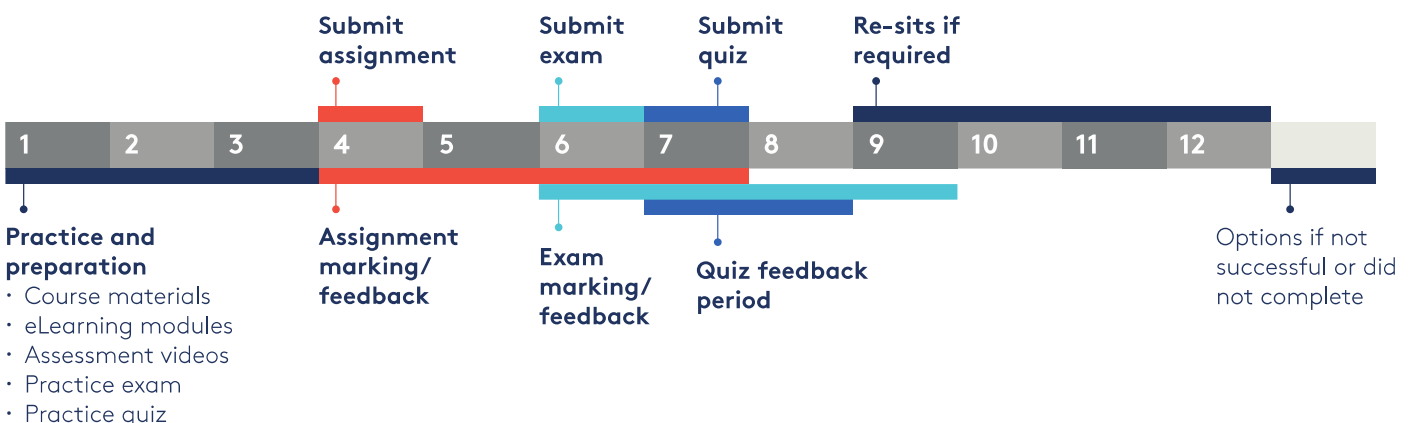 Submit
assignment
Submit
exam
Submit
quiz
Re-sits if
required
1 2 3 4 5 6 7 8 9 10 11 12
Practice and
preparation
· Course materials
· eLearning modules
· Assessment videos
· Practice exam
· Practice quiz
Assignment
marking/
feedback
Exam
marking/
feedback
Quiz feedback
period
Options if not
successful or did
not complete